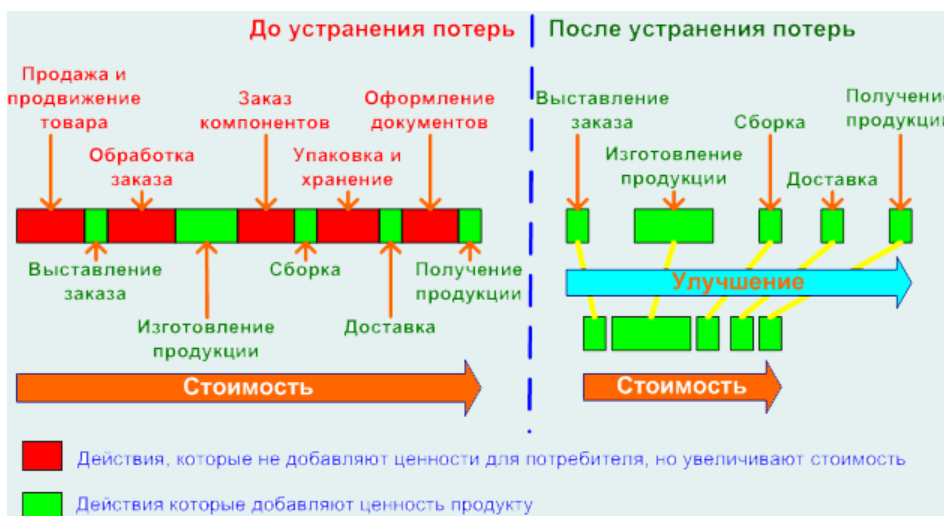 До устранения потерь
После устранения потерь
Продажа и
продвижение
товара
Заказ
компонентов
Оформление
документов
Обработка
заказа
Упаковка и
хранение
Выставление
заказа
Сборка
Получение
продукции
Изготовление
продукции
Доставка
Стоимость
Выставление
заказа
Сборка
Получение
продукции
Изготовление
продукции
Доставка
Улучшение
Стоимость
Действия, которые не добавляют ценности для потребителя, но увеличивают стоимость
Действия которые добавляют ценность продукту